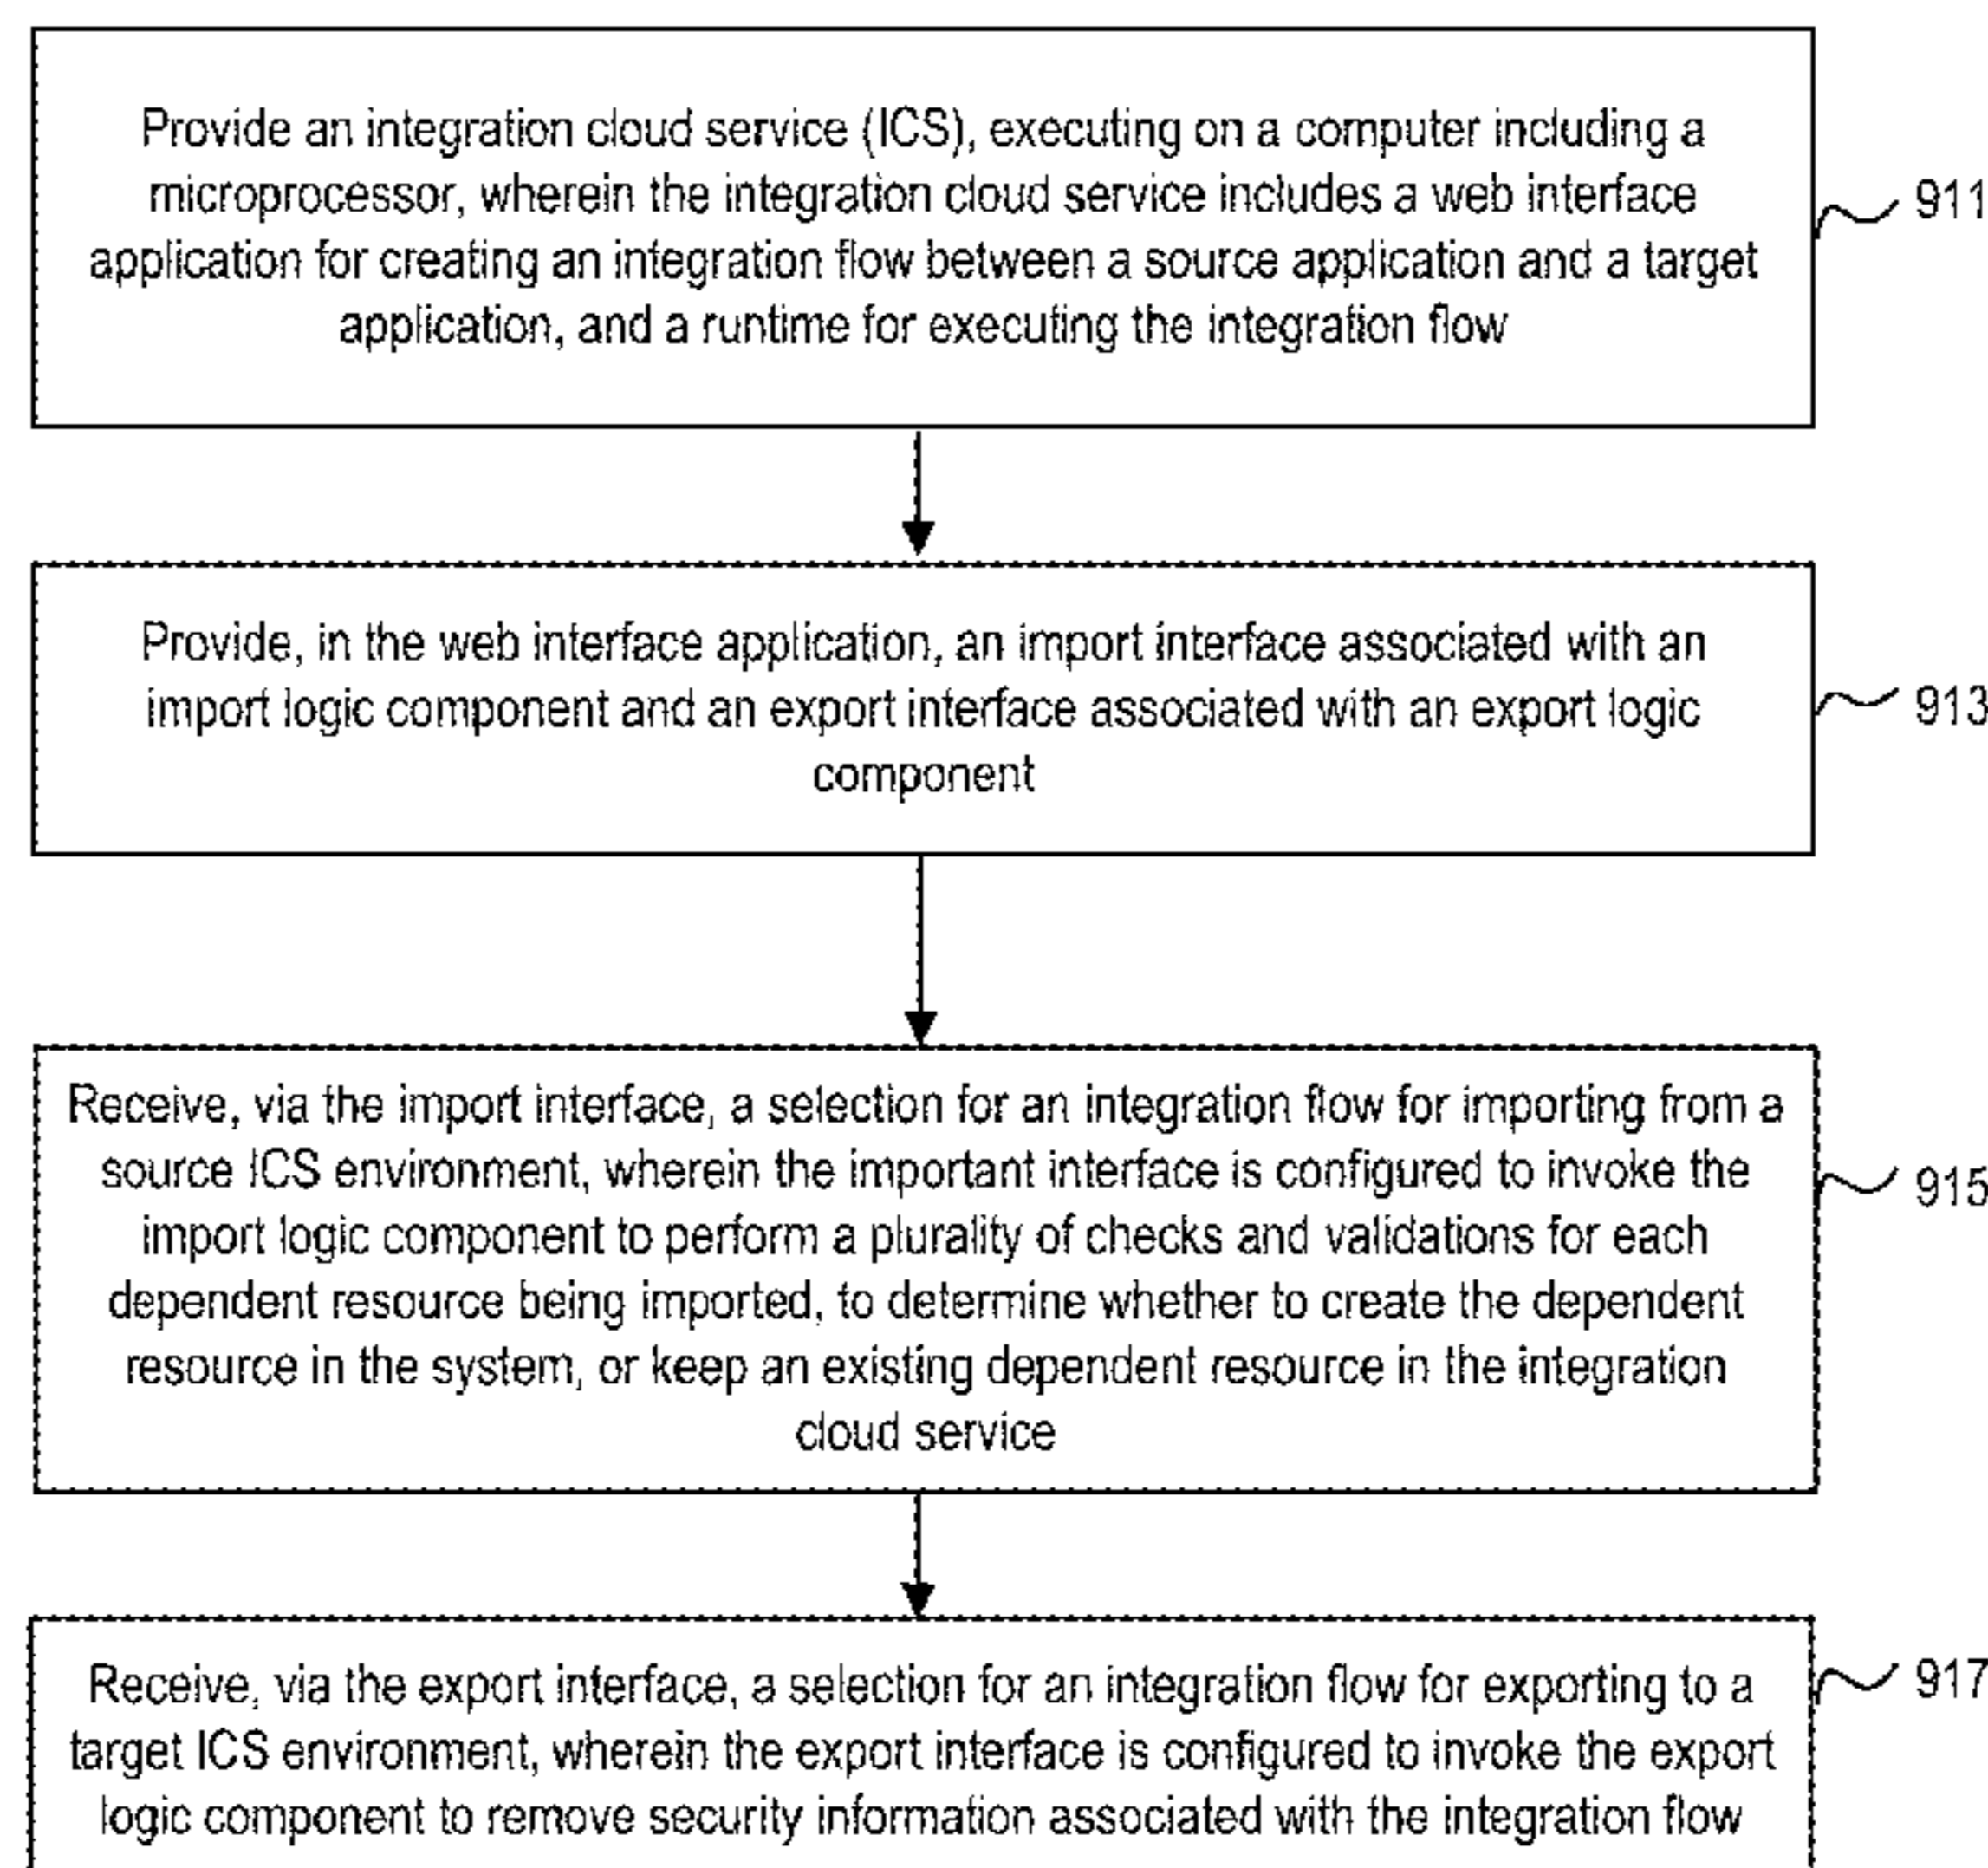 Provide an integration cloud service (ICS), executing on a computer including a
microprocessor, wherein the integration cloud service includes a web interface
application for creating an integration flow between a source application and a target
application, and a runtime for executing the integration flow
911
Provide, in the web interface application, an import interface associated with an
import logic component and an export interface associated with an export logic
component
913
Receive, via the import interface, a selection for an integration flow for importing from a
source ICS environment, wherein the important interface is configured to invoke the
import logic component to perform a plurality of checks and validations for each
dependent resource being imported, to determine whether to create the dependent
resource in the system, or keep an existing dependent resource in the integration
cloud service
915
Receive, via the export interface, a selection for an integration flow for exporting to a
target ICS environment, wherein the export interface is configured to invoke the export
logic component to remove security information associated with the integration flow
917